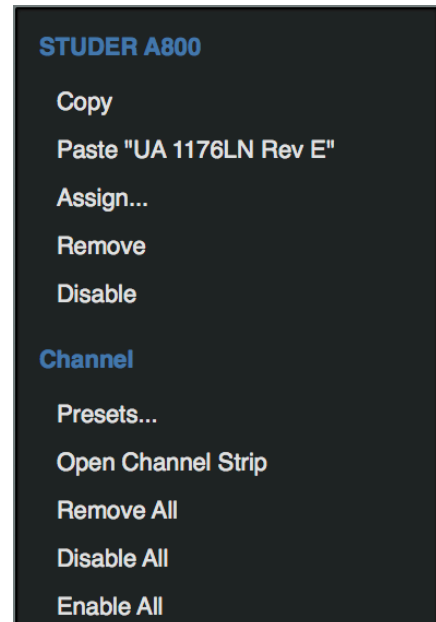 STUDER A800
Copy
Paste "UA 1176LN Rev E"
Assign...
Remove
Disable
Channel
Presets...
Open Channel Strip
Remove All
Disable All
Enable All